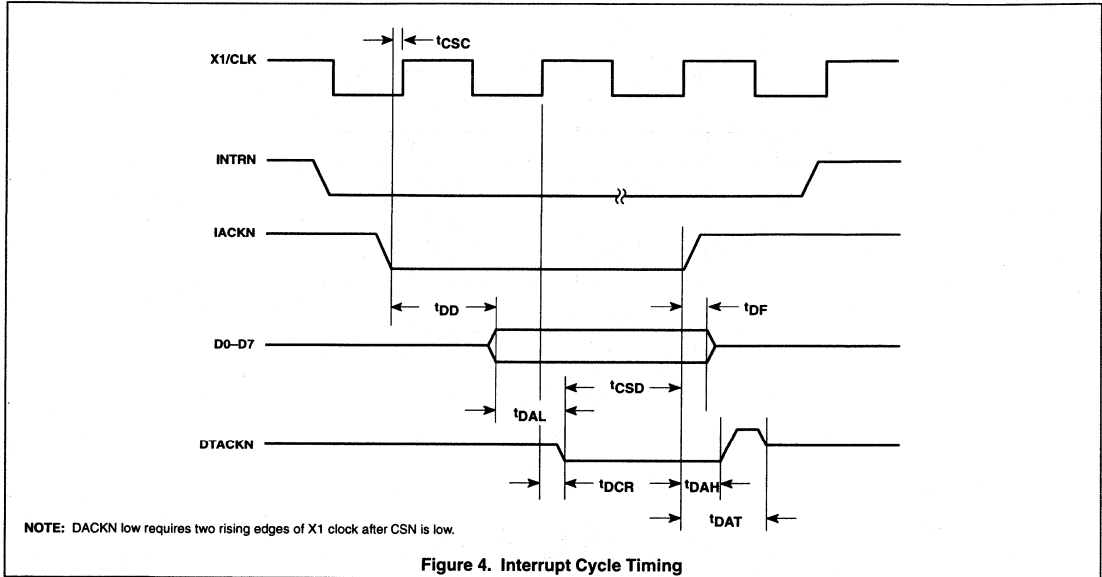 tCSC
X1/CLK
INTRN
IACKN
tDD
tDF
D0–D7
tCSD
tDAL
DTACKN
tDCR
tDAH
tDAT
NOTE: DACKN low requires two rising edges of X1 clock after CSN is low.
Figure 4. Interrupt Cycle Timing